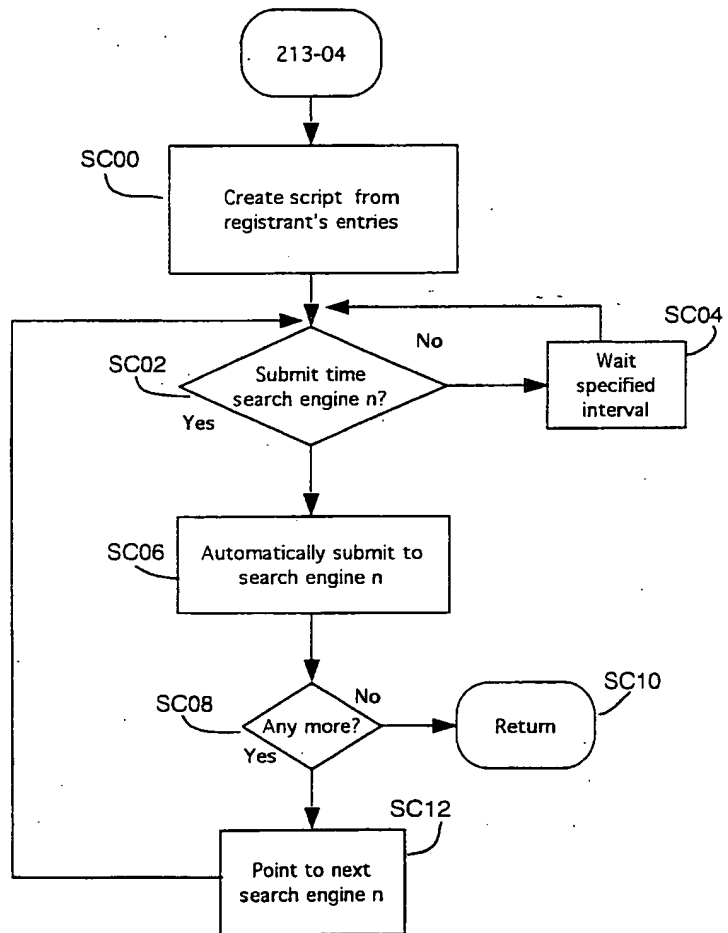 213-04
SC00
Create script from
registrant's entries
SC02
Submit time
search engine n?
No
Yes
SC04
Wait
specified
interval
SC06
Automatically submit to
search engine n
SC08
Any more?
No
Yes
SC10
Return
SC12
Point to next
search engine n